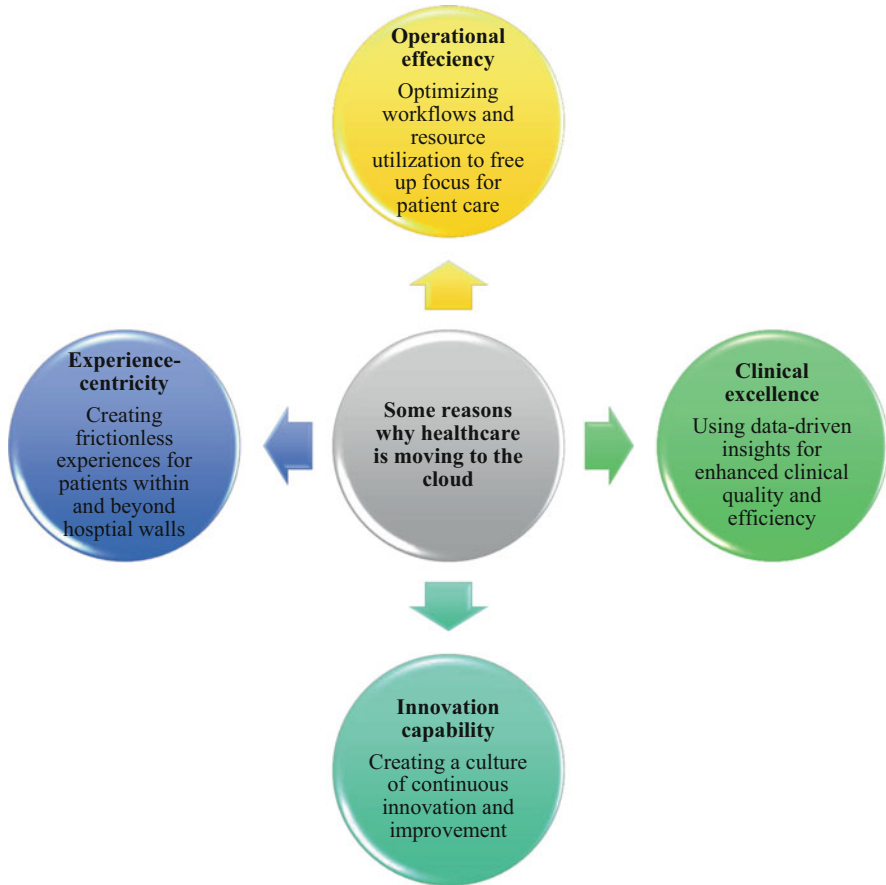 Operational
effeciency
Optimizing
workflows and
resource
utilization to free
up focus for
patient care
Experience-
centricity
Creating
frictionless
experiences for
patients within
and beyond
hosptial walls
Some reasons
why healthcare
is moving to the
cloud
Clinical
excellence
Using data-driven
insights for
enhanced clinical
quality and
efficiency
Innovation
capability
Creating a culture
of continuous
innovation and
improvement